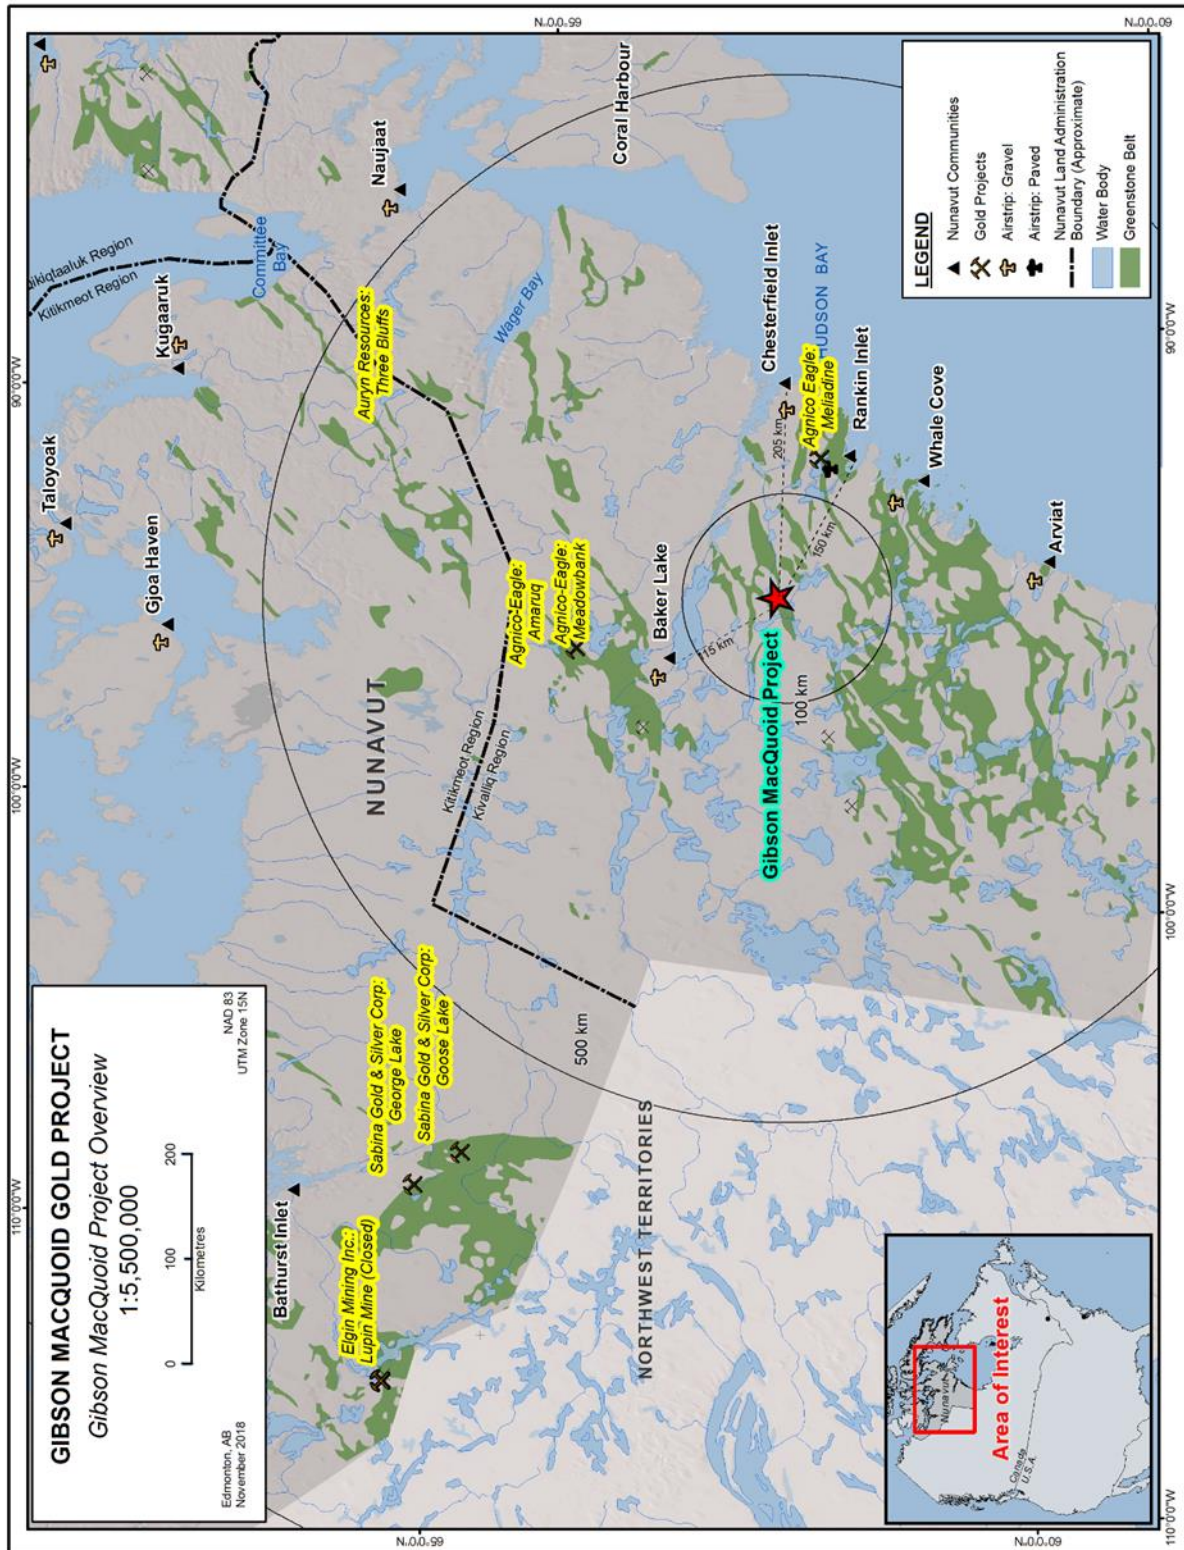 GIBSON MACQUOID GOLD PROJECT
Gibson MacQuoid Project Overview
1:5,500,000
0 100 200
Kilometres
Edmonton, AB
November 2018
NAD 83
UTM Zone 15N
110°0'0"W
100°0'0"W
90°0'0"W
Bathurst Inlet
Elgin Mining Inc.:
Lupin Mine (Closed)
Sabina Gold & Silver Corp:
George Lake
Sabina Gold & Silver Corp:
Goose Lake
Taloyoak
Gjoa Haven
Kugaaruk
Kitikmeot Region
Committee
Bay
Naujaat
Auryn Resources:
Three Bluffs
NUNAVUT
Kitikmeot Region
Kivalliq Region
Wager Bay
Coral Harbour
Agnico-Eagle:
Amaruq
Agnico-Eagle:
Meadowbank
500 km
NORTHWEST TERRITORIES
Baker Lake
115 km
Gibson MacQuoid Project
100 km
205 km
150 km
Chesterfield Inlet
Agnico Eagle:
Meliadine
HUDSON BAY
Rankin Inlet
Whale Cove
Arviat
LEGEND
Nunavut Communities
Gold Projects
Airstrip: Gravel
Airstrip: Paved
Nunavut Land Administration
Boundary (Approximate)
Water Body
Greenstone Belt
Nunavut
Canada
U.S.A.
Area of Interest
110°0'0"W
100°0'0"W
90°0'0"W